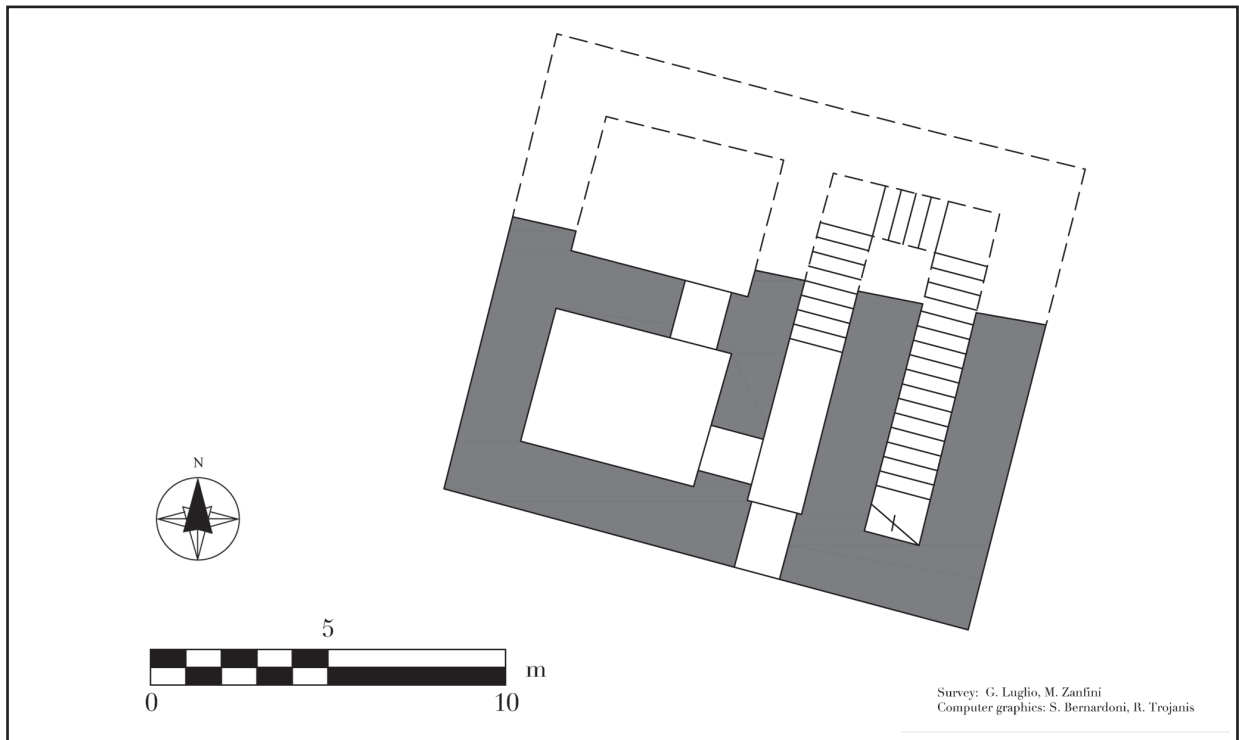 N
5
m
0 10
Survey: G. Luglio, M. Zanfini
Computer graphics: S. Bernardoni, R. Trojanis